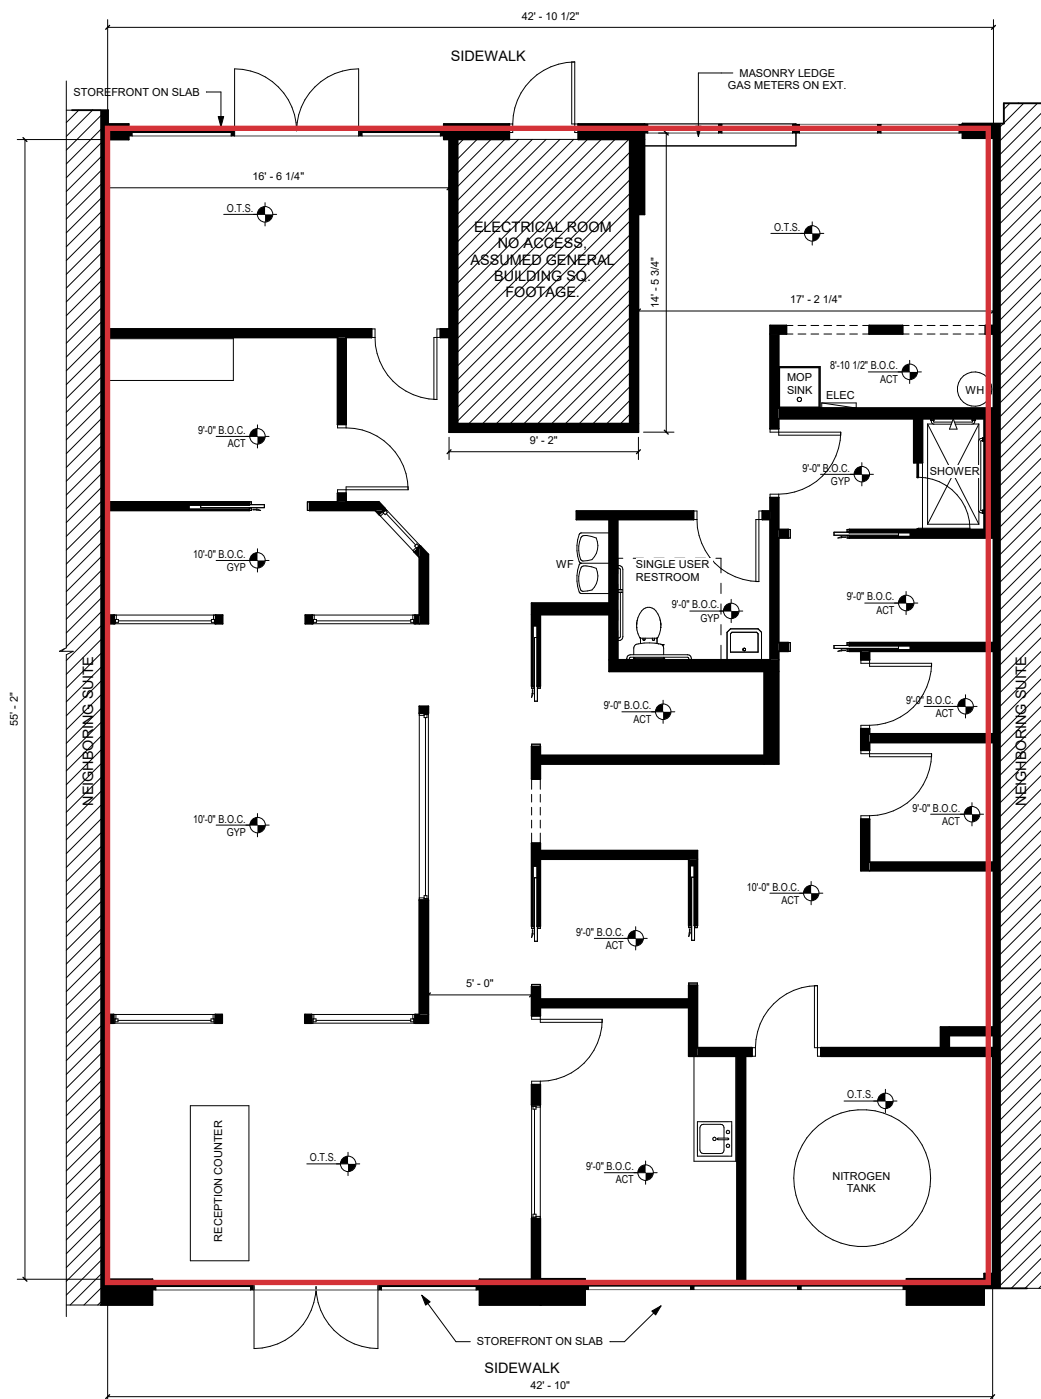 42' - 10 1/2"
SIDEWALK
MASONRY LEDGE
GAS METERS ON EXT.
STOREFRONT ON SLAB
16' - 6 1/4"
O.T.S.
ELECTRICAL ROOM
NO ACCESS,
ASSUMED GENERAL
BUILDING SQ.
FOOTAGE.
14' - 5 3/4"
O.T.S.
17' - 2 1/4"
8'-10 1/2" B.O.C.
ACT
MOP
SINK
ELEC
WH
9'-0" B.O.C.
ACT
9' - 2"
9'-0" B.O.C.
GYP
SHOWER
10'-0" B.O.C.
GYP
WF
SINGLE USER
RESTROOM
9'-0" B.O.C.
GYP
9'-0" B.O.C.
ACT
55' - 2"
NEIGHBORING SUITE
9'-0" B.O.C.
ACT
9'-0" B.O.C.
ACT
NEIGHBORING SUITE
10'-0" B.O.C.
GYP
9'-0" B.O.C.
ACT
10'-0" B.O.C.
ACT
9'-0" B.O.C.
ACT
5' - 0"
O.T.S.
RECEPTION COUNTER
O.T.S.
9'-0" B.O.C.
ACT
NITROGEN
TANK
STOREFRONT ON SLAB
SIDEWALK
42' - 10"